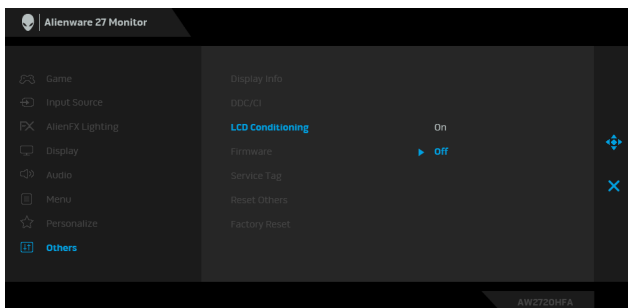 Alienware 27 Monitor
Game
Display Info
Input Source
DDC/CI
FX AlienFX Lighting
LCD Conditioning On
Display
Firmware Off
Audio
Service Tag
Menu
Reset Others
Personalize
Factory Reset
Others
AW2720HFA